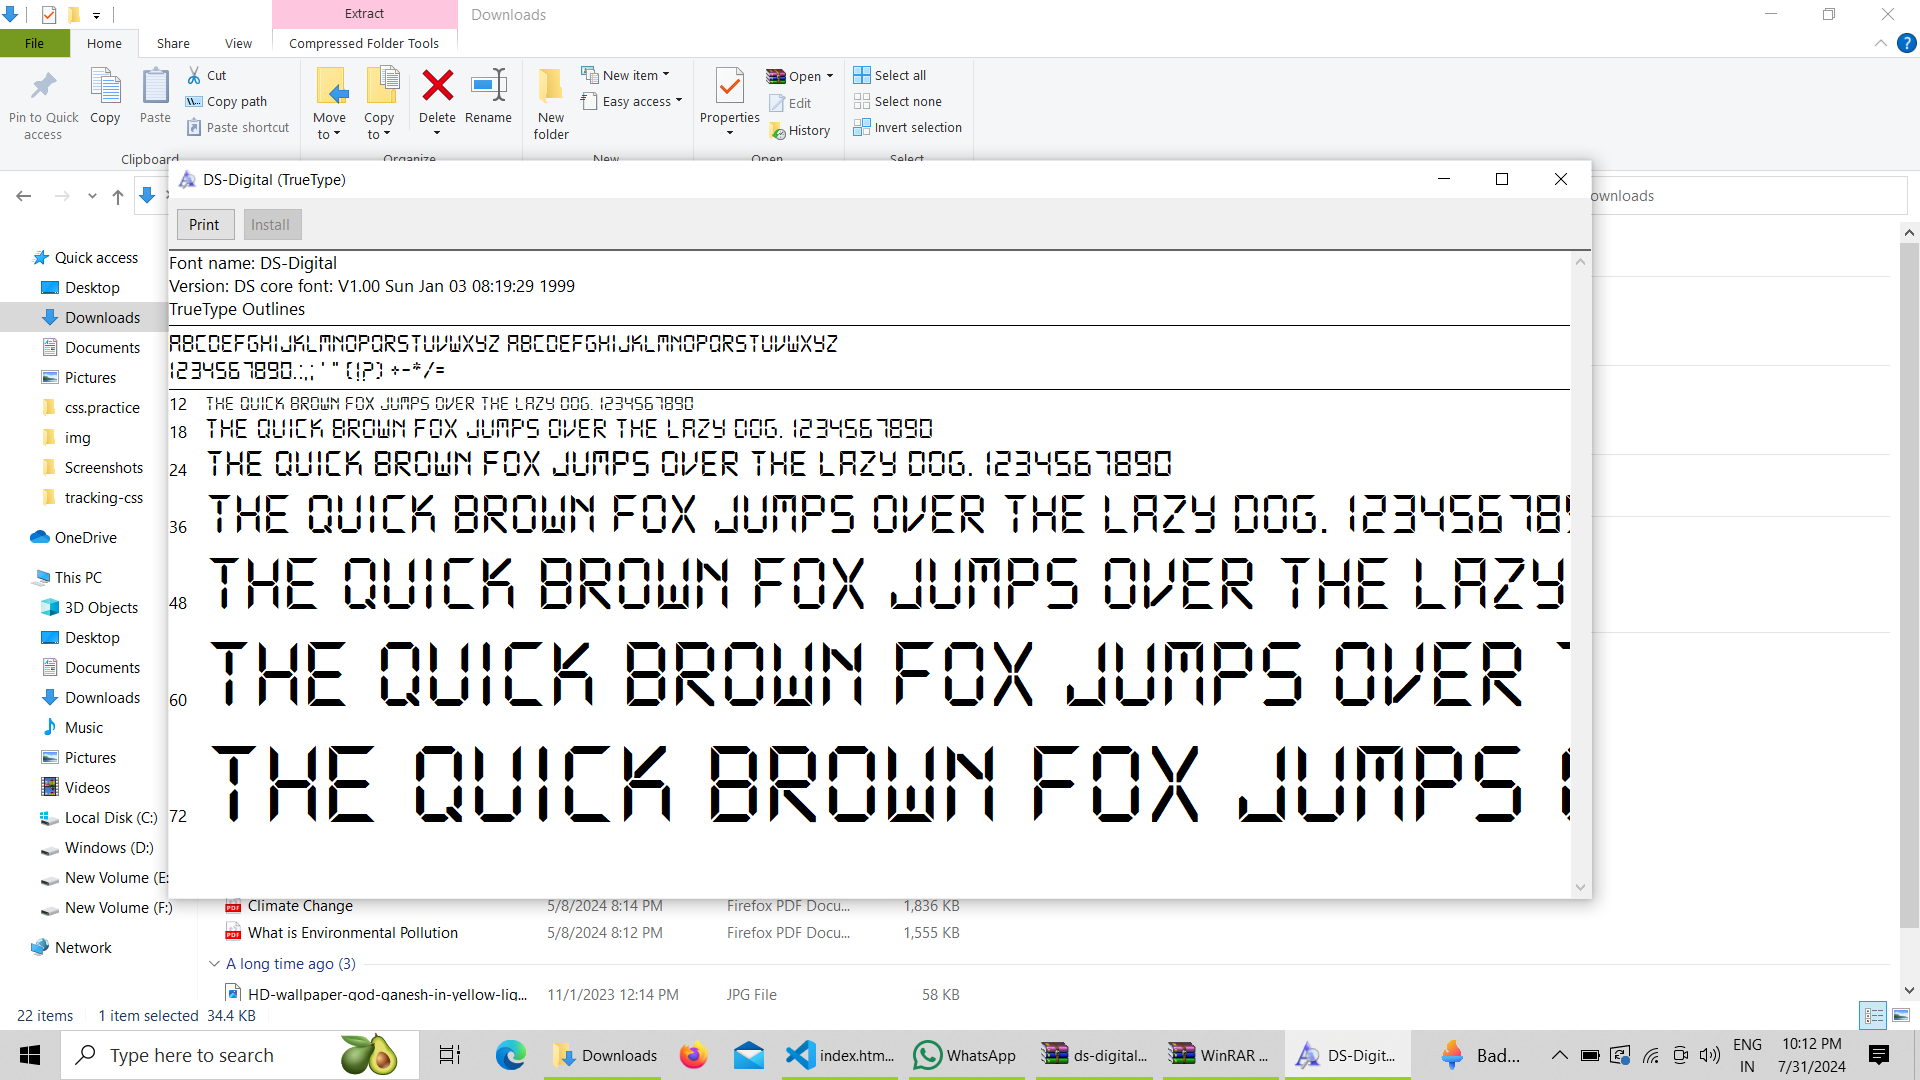 Extract
Downloads
File
Home
Share
View
Compressed Folder Tools
Pin to Quick access
Copy
Paste
Cut
Copy path
Paste shortcut
Clipboard
Move to
Copy to
Delete
Rename
Organize
New folder
New item
Easy access
New
Properties
Open
Edit
History
Open
Select all
Select none
Invert selection
Select
DS-Digital (TrueType)
ownloads
Print
Install
Font name: DS-Digital
Version: DS core font: V1.00 Sun Jan 03 08:19:29 1999
TrueType Outlines
ABCDEFGHIJKLMNOPQRSTUVWXYZ ABCDEFGHIJKLMNOPQRSTUVWXYZ
1234567890.:,; ' " (!?) +-*/=
12 THE QUICK BROWN FOX JUMPS OVER THE LAZY DOG. 1234567890
18 THE QUICK BROWN FOX JUMPS OVER THE LAZY DOG. 1234567890
24 THE QUICK BROWN FOX JUMPS OVER THE LAZY DOG. 1234567890
36 THE QUICK BROWN FOX JUMPS OVER THE LAZY DOG. 123456789
48 THE QUICK BROWN FOX JUMPS OVER THE LAZY
60 THE QUICK BROWN FOX JUMPS OVER T
72 THE QUICK BROWN FOX JUMPS
Quick access
Desktop
Downloads
Documents
Pictures
css.practice
img
Screenshots
tracking-css
OneDrive
This PC
3D Objects
Desktop
Documents
Downloads
Music
Pictures
Videos
Local Disk (C:)
Windows (D:)
New Volume (E:
New Volume (F:)
Network
Climate Change 5/8/2024 8:14 PM Firefox PDF Docu... 1,836 KB
What is Environmental Pollution 5/8/2024 8:12 PM Firefox PDF Docu... 1,555 KB
A long time ago (3)
HD-wallpaper-god-ganesh-in-yellow-lig... 11/1/2023 12:14 PM JPG File 58 KB
22 items 1 item selected 34.4 KB
Type here to search
Downloads
index.htm...
WhatsApp
ds-digital...
WinRAR ...
DS-Digit...
Bad...
ENG
IN
10:12 PM
7/31/2024